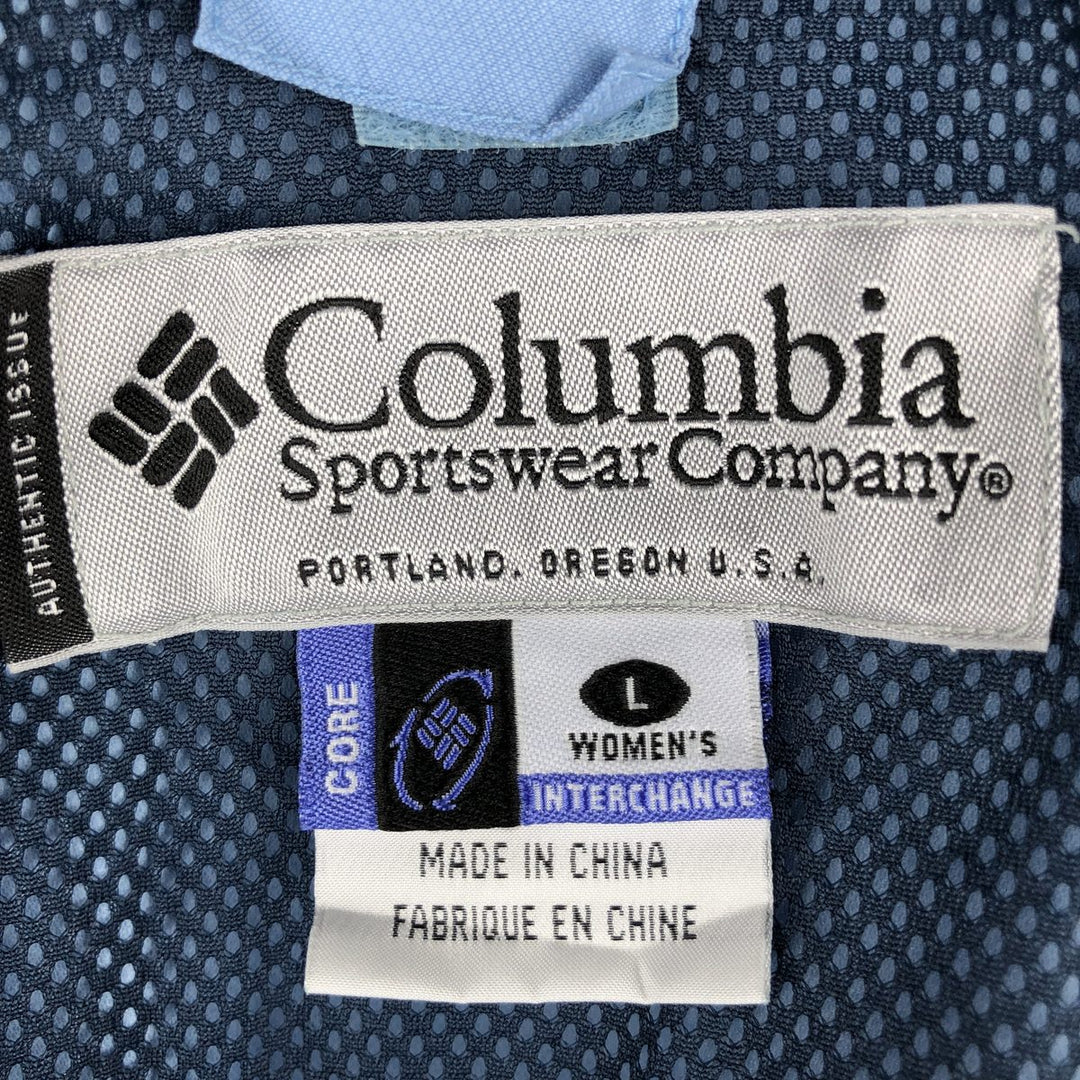 AUTHENTIC ISSUE
Columbia
Sportswear Company®
PORTLAND, OREGON U.S.A.
CORE
L
WOMEN'S
INTERCHANGE
MADE IN CHINA
FABRIQUE EN CHINE